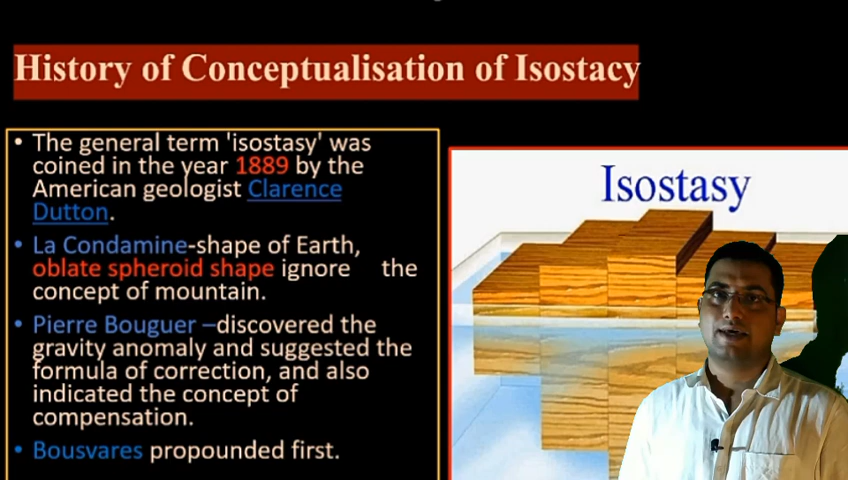 History of Conceptualisation of Isostacy
• The general term 'isostasy' was
coined in the year 1889 by the
American geologist Clarence
Dutton.
• La Condamine-shape of Earth,
oblate spheroid shape ignore the
concept of mountain.
• Pierre Bouguer –discovered the
gravity anomaly and suggested the
formula of correction, and also
indicated the concept of
compensation.
• Bousvares propounded first.
Isostasy